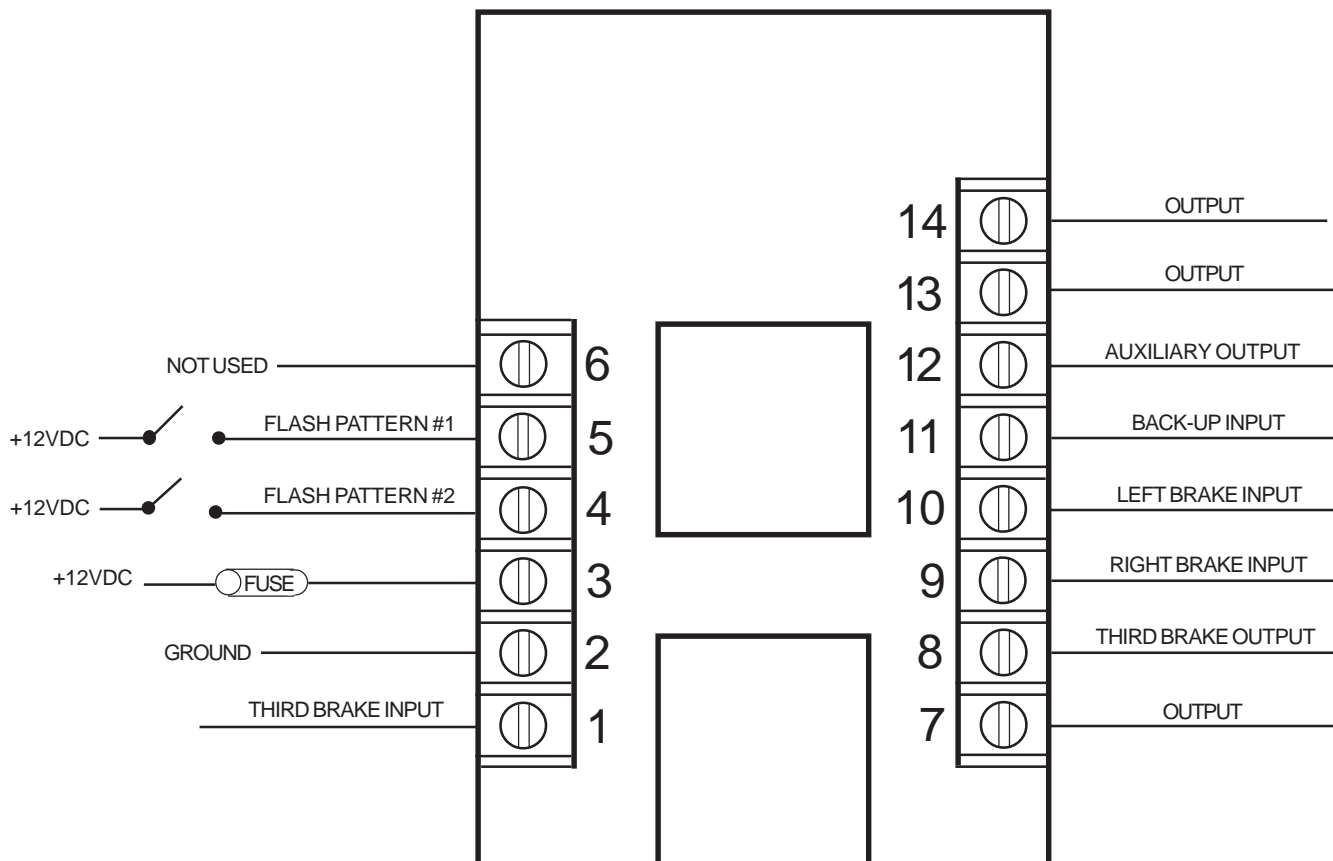 14 OUTPUT
13 OUTPUT
NOT USED 6 12 AUXILIARY OUTPUT
+12VDC FLASH PATTERN #1 5 11 BACK-UP INPUT
+12VDC FLASH PATTERN #2 4 10 LEFT BRAKE INPUT
+12VDC FUSE 3 9 RIGHT BRAKE INPUT
GROUND 2 8 THIRD BRAKE OUTPUT
THIRD BRAKE INPUT 1 7 OUTPUT